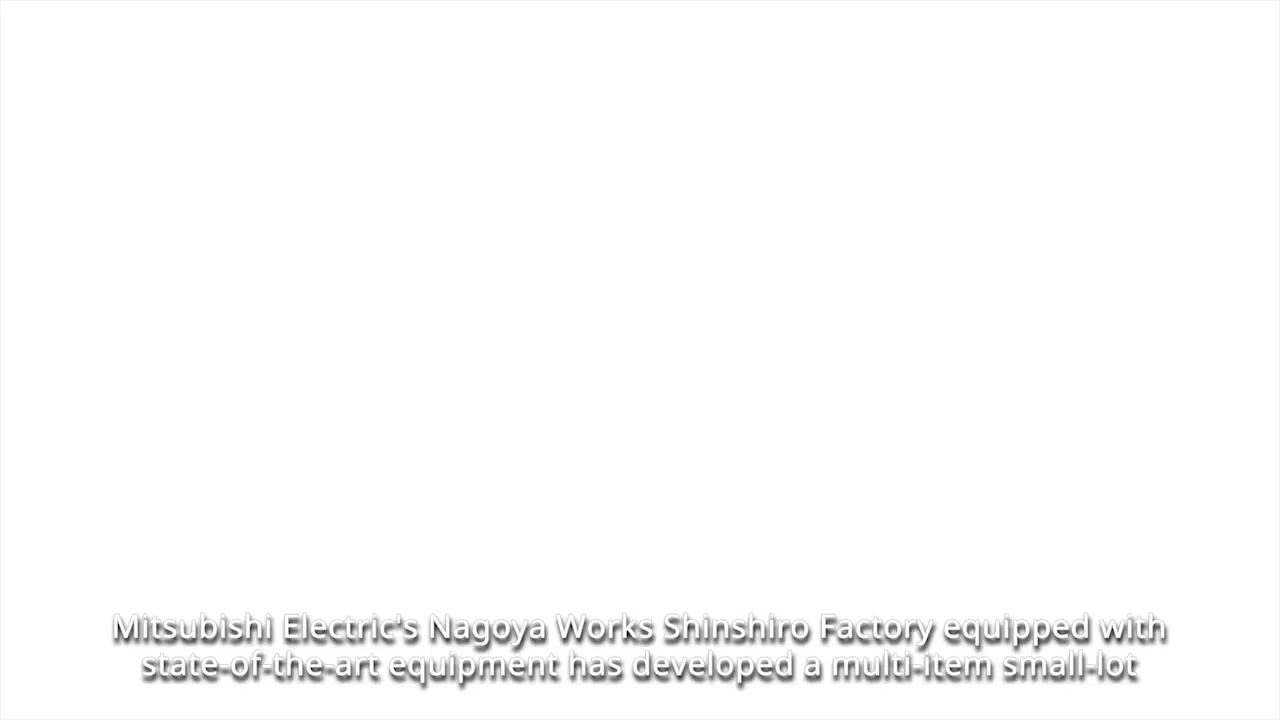 Mitsubishi Electric's Nagoya Works Shinshiro Factory equipped with
state-of-the-art equipment has developed a multi-item small-lot